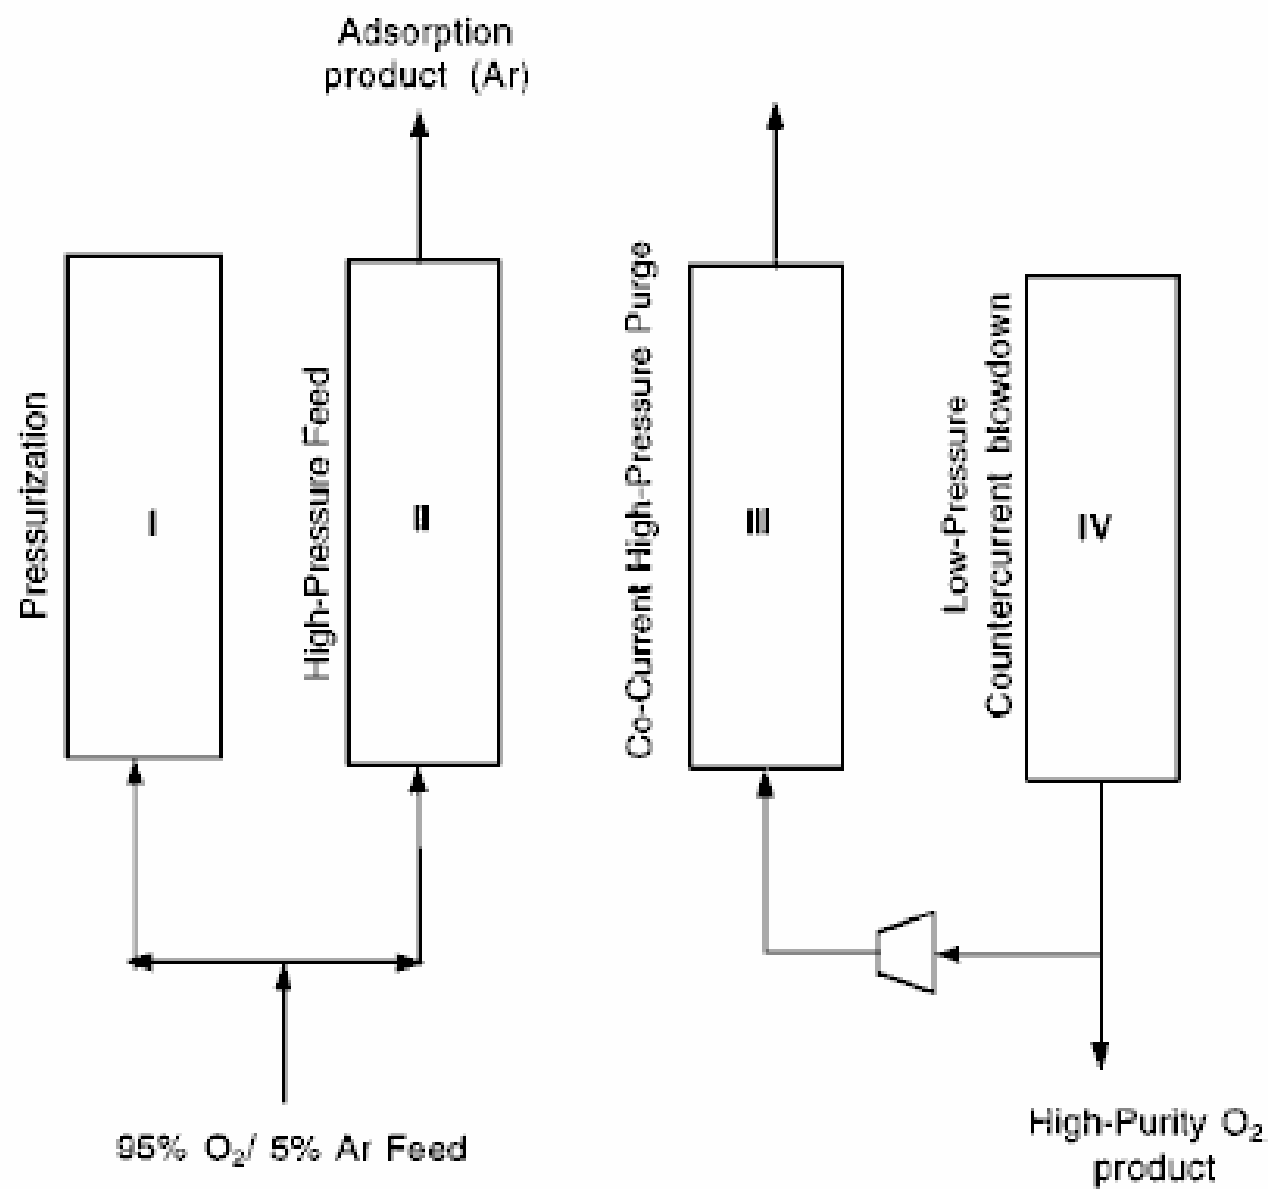 Adsorption
product (Ar)
Pressurization
I
High-Pressure Feed
II
Co-Current High-Pressure Purge
III
Low-Pressure
Countercurrent blowdown
IV
95% O₂/ 5% Ar Feed
High-Purity O₂
product